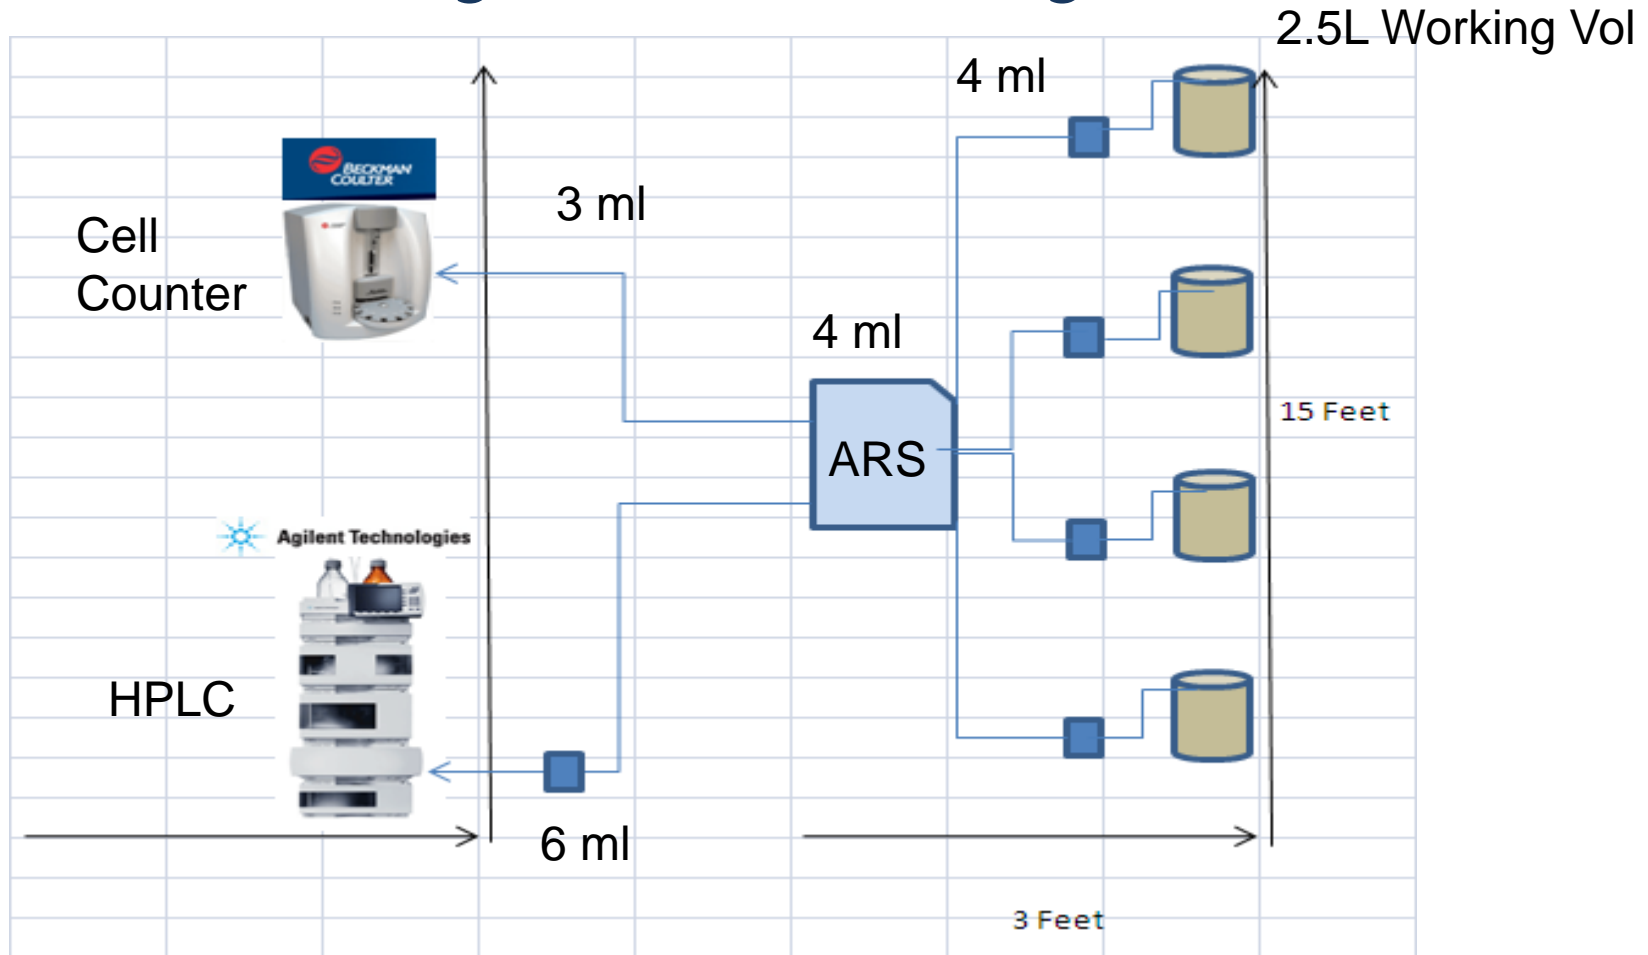 2.5L Working Vol
4 ml
BECKMAN
COULTER
3 ml
Cell
Counter
4 ml
15 Feet
ARS
Agilent Technologies
HPLC
6 ml
3 Feet